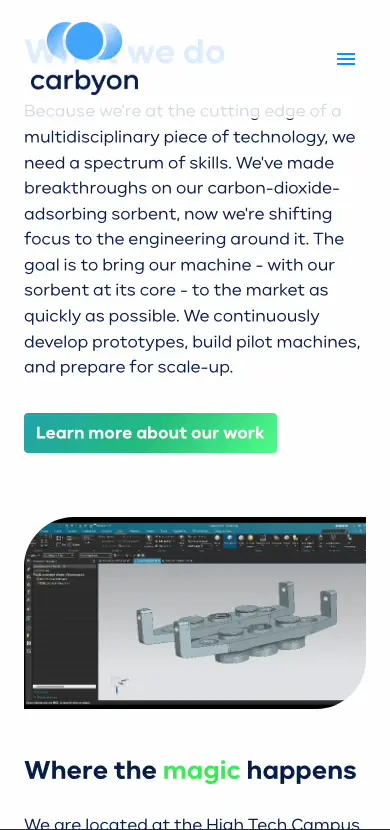 What we do
carbyon
Because we're at the cutting edge of a
multidisciplinary piece of technology, we
need a spectrum of skills. We've made
breakthroughs on our carbon-dioxide-
adsorbing sorbent, now we're shifting
focus to the engineering around it. The
goal is to bring our machine - with our
sorbent at its core - to the market as
quickly as possible. We continuously
develop prototypes, build pilot machines,
and prepare for scale-up.
Learn more about our work
Where the magic happens
We are located at the High Tech Campus